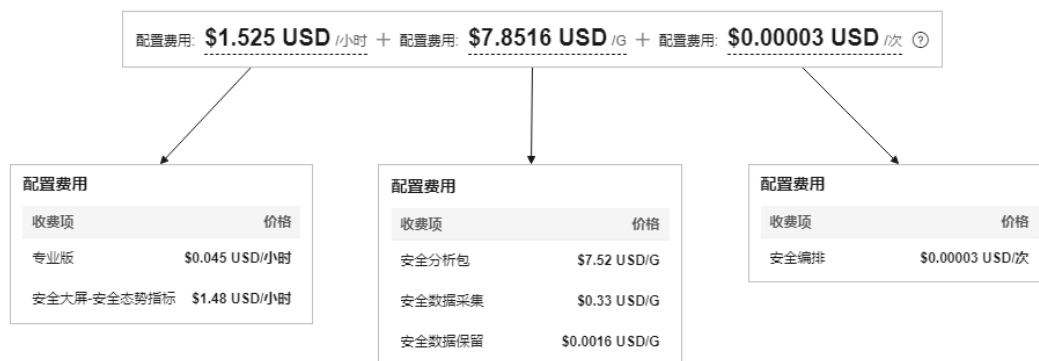 配置费用: $1.525 USD /小时 + 配置费用: $7.8516 USD /G + 配置费用: $0.00003 USD /次 ?
配置费用
收费项 价格
专业版 $0.045 USD/小时
安全大屏-安全态势指标 $1.48 USD/小时
配置费用
收费项 价格
安全分析包 $7.52 USD/G
安全数据采集 $0.33 USD/G
安全数据保留 $0.0016 USD/G
配置费用
收费项 价格
安全编排 $0.00003 USD/次